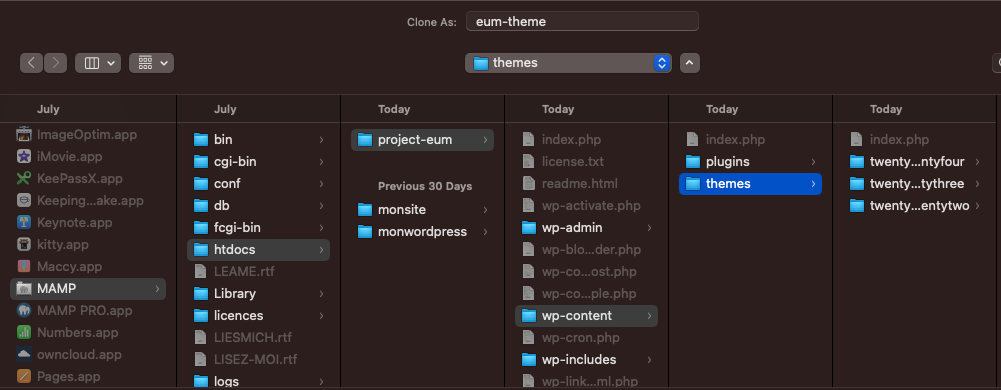 Clone As:
eum-theme
themes
July
ImageOptim.app
iMovie.app
KeePassX.app
Keeping...ake.app
Keynote.app
kitty.app
Maccy.app
MAMP
MAMP PRO.app
Numbers.app
owncloud.app
Pages.app
July
bin
cgi-bin
conf
db
fcgi-bin
htdocs
LEAME.rtf
Library
licences
LIESMICH.rtf
LISEZ-MOI.rtf
logs
Today
project-eum
Previous 30 Days
monsite
monwordpress
Today
index.php
license.txt
readme.html
wp-activate.php
wp-admin
wp-blo...der.php
wp-co...ost.php
wp-co...ple.php
wp-content
wp-cron.php
wp-includes
wp-link...ml.php
Today
index.php
plugins
themes
Today
index.php
twenty...ntyfour
twenty...tythree
twenty...entytwo